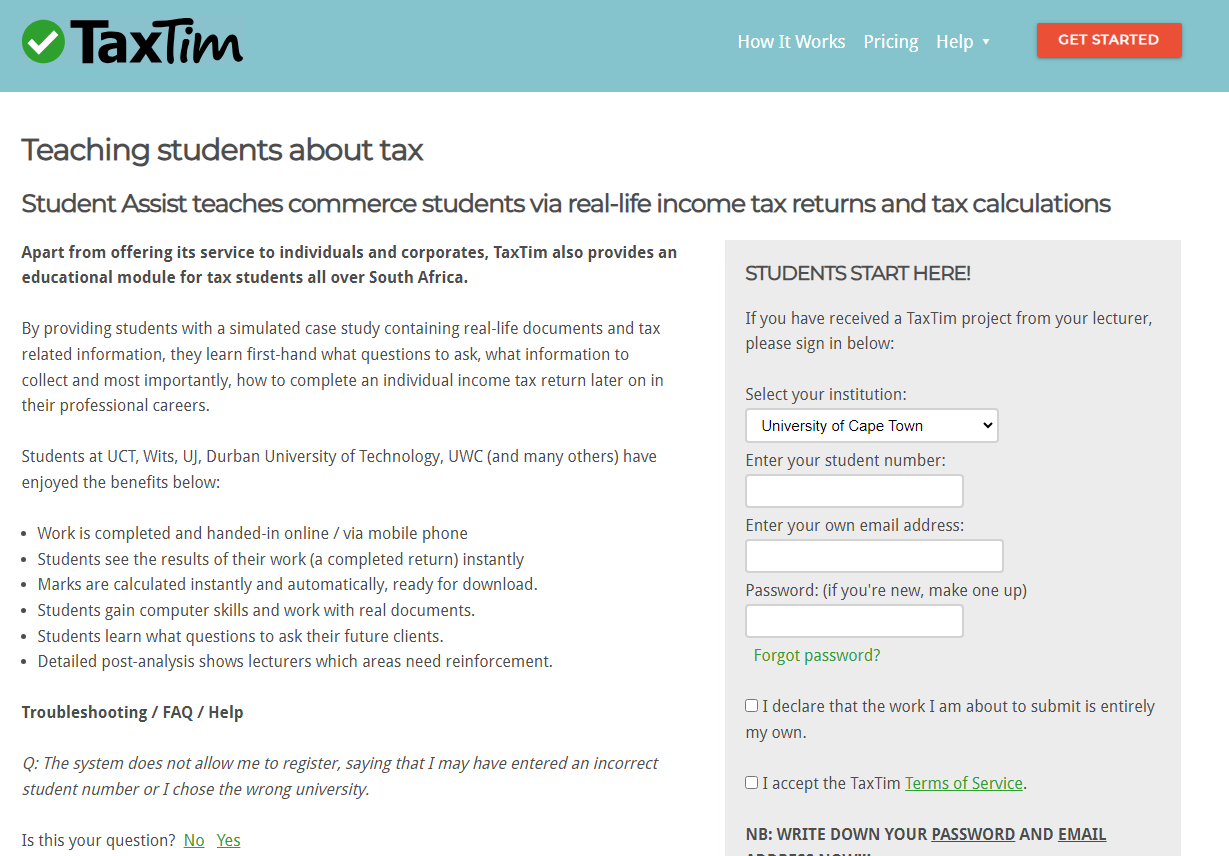 TaxTim
How It Works Pricing Help
GET STARTED
Teaching students about tax
Student Assist teaches commerce students via real-life income tax returns and tax calculations
Apart from offering its service to individuals and corporates, TaxTim also provides an
educational module for tax students all over South Africa.
By providing students with a simulated case study containing real-life documents and tax
related information, they learn first-hand what questions to ask, what information to
collect and most importantly, how to complete an individual income tax return later on in
their professional careers.
Students at UCT, Wits, UJ, Durban University of Technology, UWC (and many others) have
enjoyed the benefits below:
• Work is completed and handed-in online / via mobile phone
• Students see the results of their work (a completed return) instantly
• Marks are calculated instantly and automatically, ready for download.
• Students gain computer skills and work with real documents.
• Students learn what questions to ask their future clients.
• Detailed post-analysis shows lecturers which areas need reinforcement.
Troubleshooting / FAQ / Help
Q: The system does not allow me to register, saying that I may have entered an incorrect
student number or I chose the wrong university.
Is this your question? No Yes
STUDENTS START HERE!
If you have received a TaxTim project from your lecturer,
please sign in below:
Select your institution:
University of Cape Town
Enter your student number:
Enter your own email address:
Password: (if you're new, make one up)
Forgot password?
I declare that the work I am about to submit is entirely
my own.
I accept the TaxTim Terms of Service.
NB: WRITE DOWN YOUR PASSWORD AND EMAIL